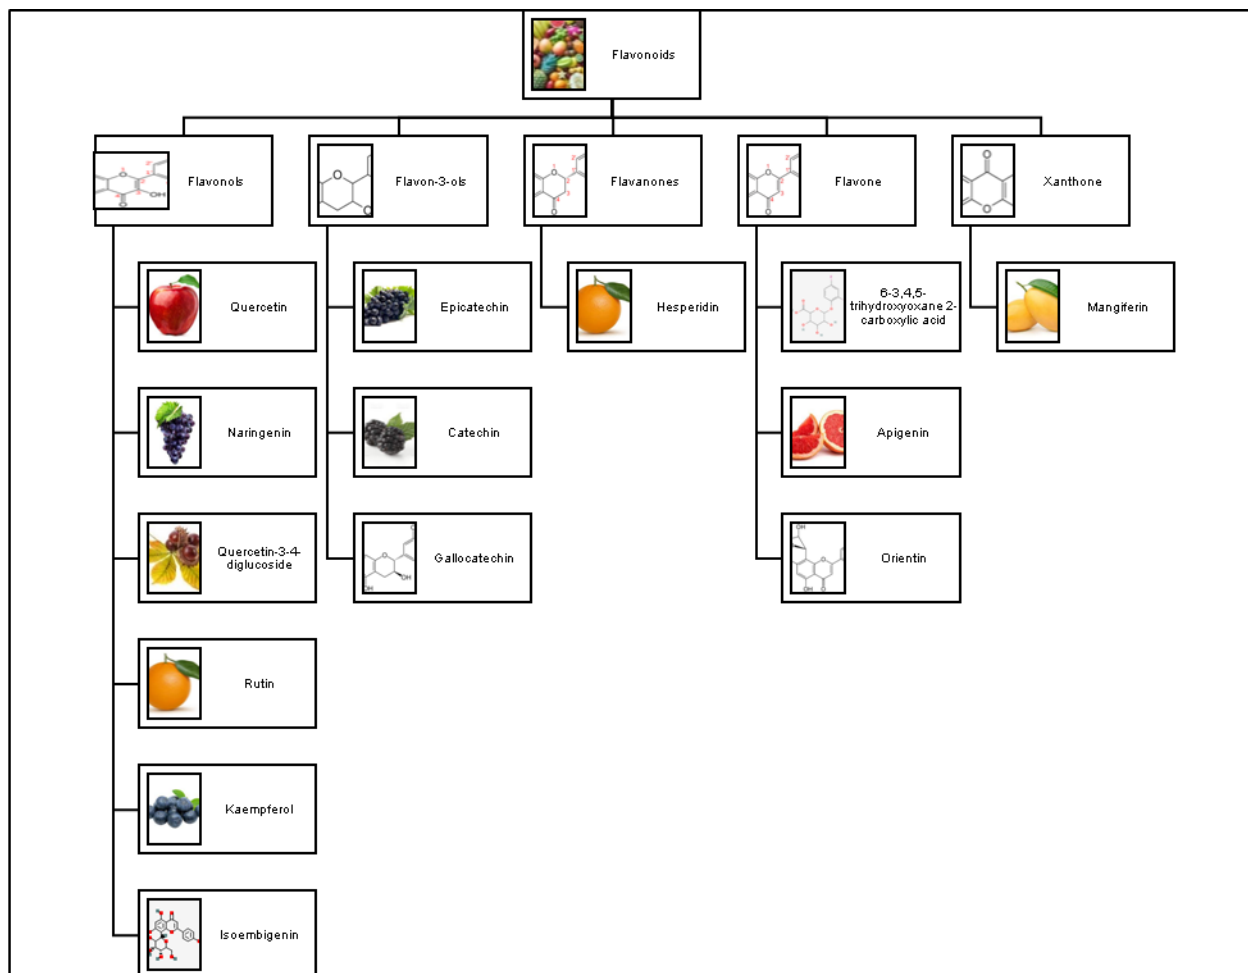 Flavonoids
Flavonols
Flavon-3-ols
Flavanones
Flavone
Xanthone
Quercetin
Epicatechin
Hesperidin
6-3,4,5-
trihydroxyoxane 2-
carboxylic acid
Mangiferin
Naringenin
Catechin
Apigenin
Quercetin-3-4-
diglucoside
Gallocatechin
Orientin
Rutin
Kaempferol
Isoembigenin